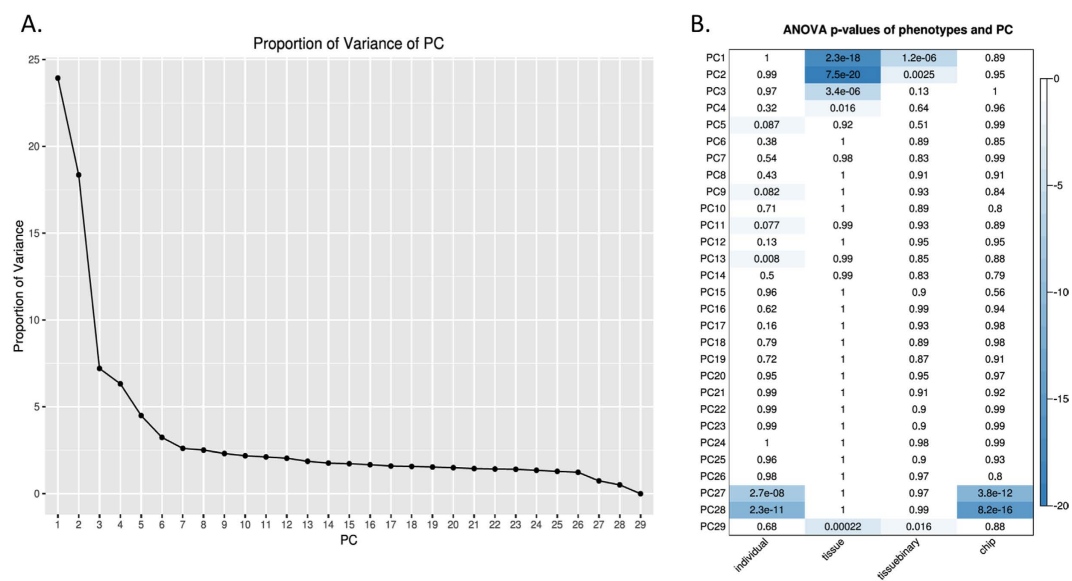 A.
Proportion of Variance of PC
Proportion of Variance
25
20
15
10
5
0
1 2 3 4 5 6 7 8 9 10 11 12 13 14 15 16 17 18 19 20 21 22 23 24 25 26 27 28 29
PC
B.
ANOVA p-values of phenotypes and PC
PC1 1 2.3e-18 1.2e-06 0.89
PC2 0.99 7.5e-20 0.0025 0.95
PC3 0.97 3.4e-06 0.13 1
PC4 0.32 0.016 0.64 0.96
PC5 0.087 0.92 0.51 0.99
PC6 0.38 1 0.89 0.85
PC7 0.54 0.98 0.83 0.99
PC8 0.43 1 0.91 0.91
PC9 0.082 1 0.93 0.84
PC10 0.71 1 0.89 0.8
PC11 0.077 0.99 0.93 0.89
PC12 0.13 1 0.95 0.95
PC13 0.008 0.99 0.85 0.88
PC14 0.5 0.99 0.83 0.79
PC15 0.96 1 0.9 0.56
PC16 0.62 1 0.99 0.94
PC17 0.16 1 0.93 0.98
PC18 0.79 1 0.89 0.98
PC19 0.72 1 0.87 0.91
PC20 0.95 1 0.95 0.97
PC21 0.99 1 0.91 0.92
PC22 0.99 1 0.9 0.99
PC23 0.99 1 0.9 0.99
PC24 1 1 0.98 0.99
PC25 0.96 1 0.9 0.93
PC26 0.98 1 0.97 0.8
PC27 2.7e-08 1 0.97 3.8e-12
PC28 2.3e-11 1 0.99 8.2e-16
PC29 0.68 0.00022 0.016 0.88
individual tissue tissuebinary chip
0
-5
-10
-15
-20